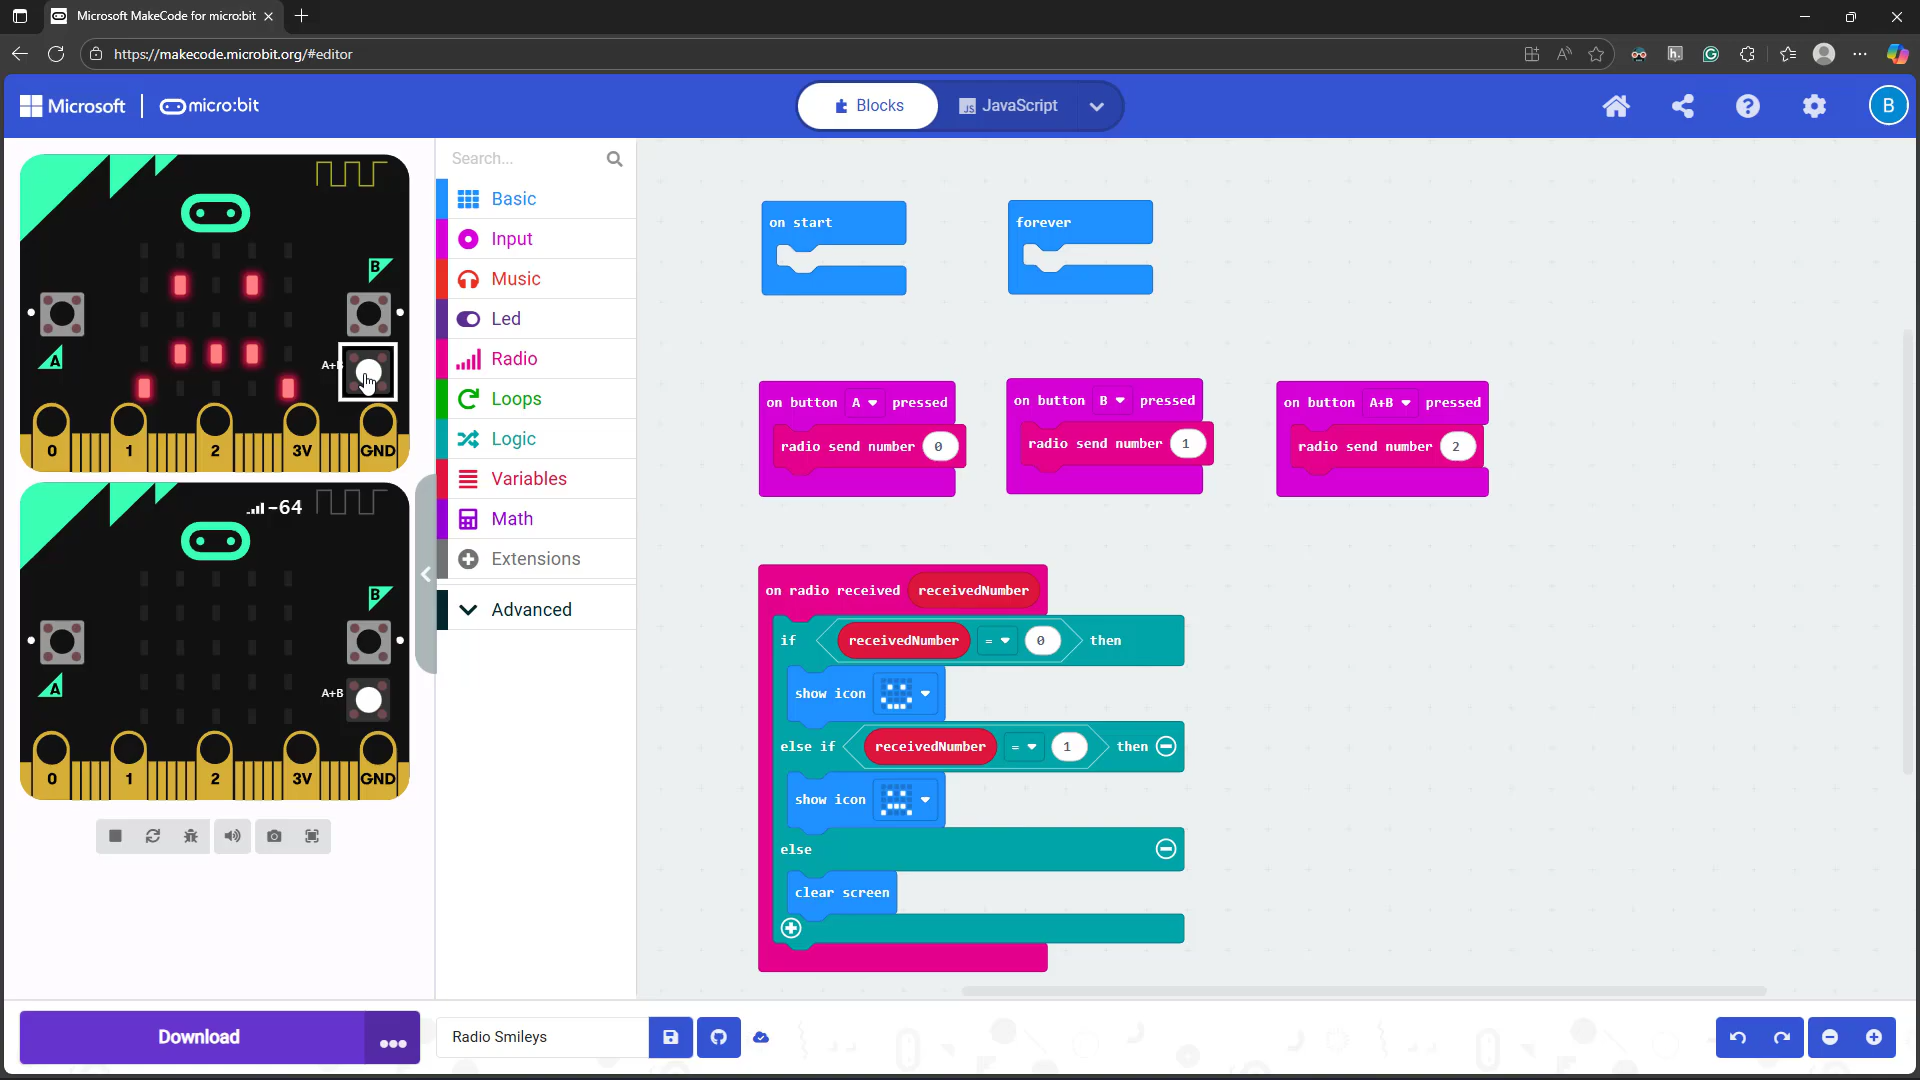 Microsoft MakeCode for micro:bit
https://makecode.microbit.org/#editor
Microsoft
micro:bit
Blocks
JavaScript
B
Search...
Basic
Input
Music
Led
Radio
Loops
Logic
Variables
Math
Extensions
Advanced
B
A
A+B
0
1
2
3V
GND
-64
B
A
A+B
0
1
2
3V
GND
on start
forever
on button A pressed
radio send number 0
on button B pressed
radio send number 1
on button A+B pressed
radio send number 2
on radio received receivedNumber
if receivedNumber = 0 then
show icon
else if receivedNumber = 1 then
show icon
else
clear screen
Download
Radio Smileys